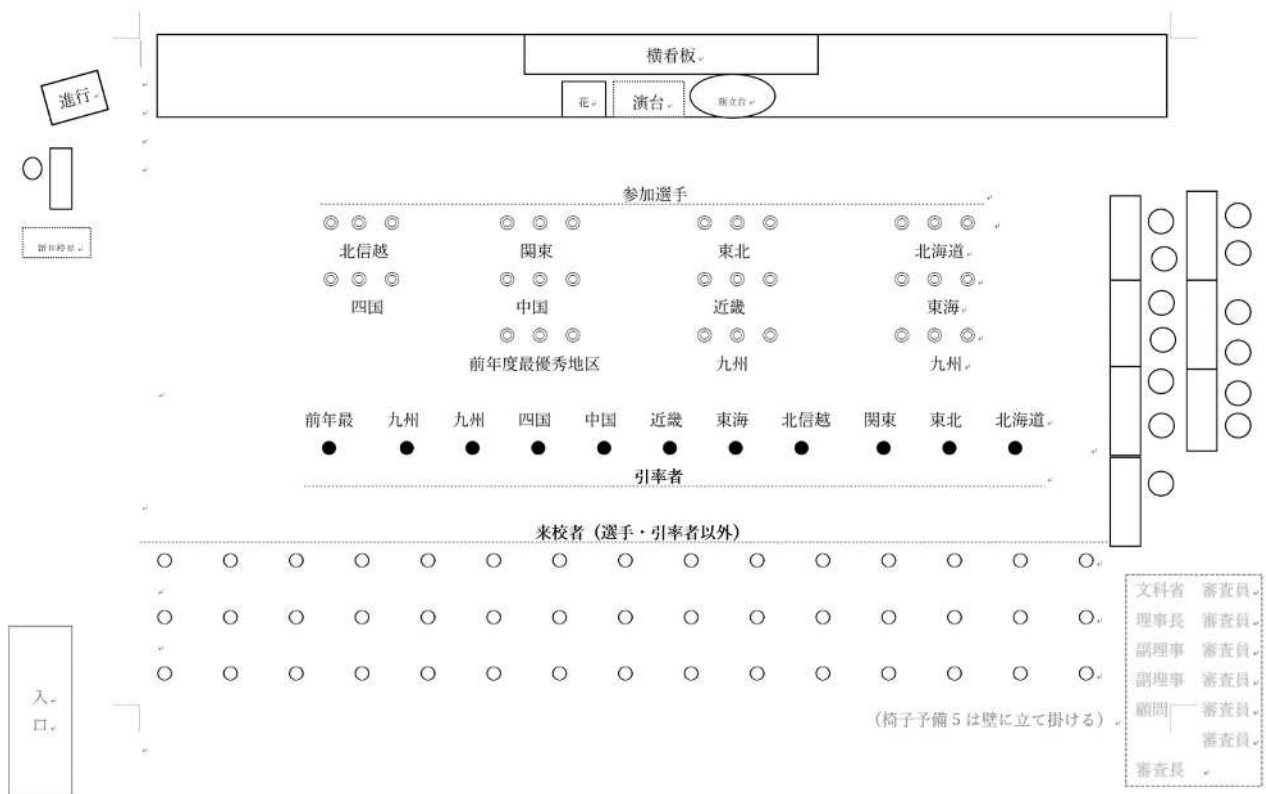 横看板
進行
花
演台
参加選手
北信越 関東 東北 北海道
四国 中国 近畿 東海
前年度最優秀地区 九州 九州
前年最 九州 九州 四国 中国 近畿 東海 北信越 関東 東北 北海道
引率者
来校者（選手・引率者以外）
入
口
（椅子予備５は壁に立て掛ける）
文科省 審査員
理事長 審査員
副理事 審査員
副理事 審査員
顧問 審査員
審査員
審査長